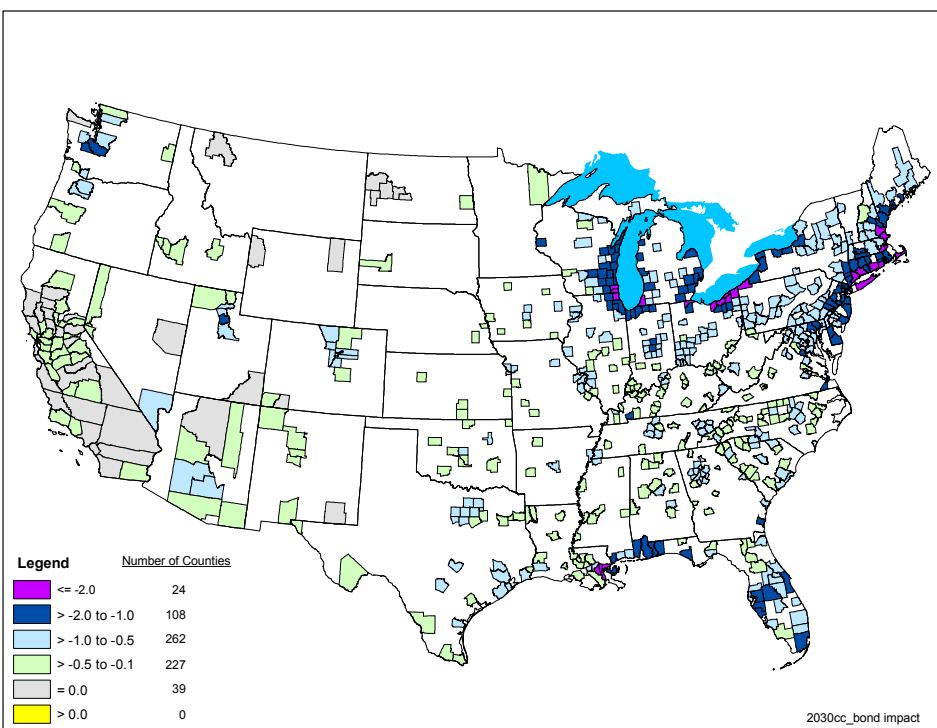 Legend Number of Counties
<= -2.0 24
> -2.0 to -1.0 108
> -1.0 to -0.5 262
> -0.5 to -0.1 227
= 0.0 39
> 0.0 0
2030cc_bond impact